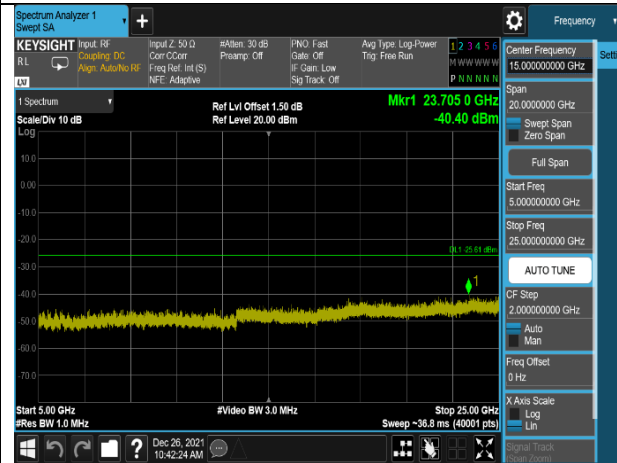 Spectrum Analyzer 1
Swept SA
+
Frequency
KEYSIGHT
RL
Input: RF
Coupling: DC
Align: Auto/No RF
Input Z: 50 Ω
Corr CCorr
Freq Ref: Int (S)
NFE: Adaptive
#Atten: 30 dB
Preamp: Off
PNO: Fast
Gate: Off
IF Gain: Low
Sig Track: Off
Avg Type: Log-Power
Trig: Free Run
1 2 3 4 5 6
M W W W W W
P N N N N N
1 Spectrum
Scale/Div 10 dB
Log
Ref Lvl Offset 1.50 dB
Ref Level 20.00 dBm
Mkr1 23.705 0 GHz
-40.40 dBm
10.0
0.00
-10.0
-20.0
-30.0
-40.0
-50.0
-60.0
-70.0
DL1 -25.61 dBm
1
Start 5.00 GHz
#Res BW 1.0 MHz
#Video BW 3.0 MHz
Stop 25.00 GHz
Sweep ~36.8 ms (40001 pts)
Dec 26, 2021
10:42:24 AM
Center Frequency
15.000000000 GHz
Span
20.0000000 GHz
Swept Span
Zero Span
Full Span
Start Freq
5.000000000 GHz
Stop Freq
25.000000000 GHz
AUTO TUNE
CF Step
2.000000000 GHz
Auto
Man
Freq Offset
0 Hz
X Axis Scale
Log
Lin
Signal Track
(Span Zoom)